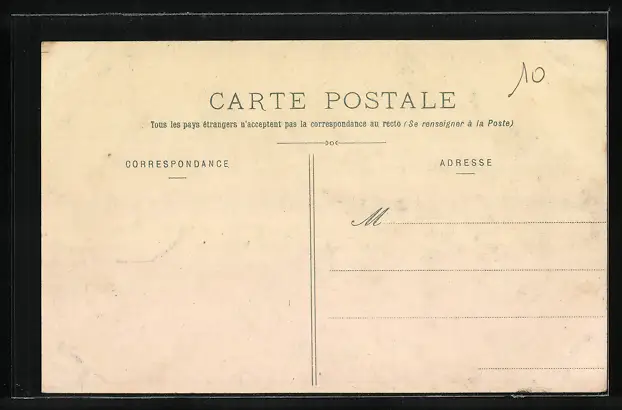 10
CARTE POSTALE
Tous les pays étrangers n'acceptent pas la correspondance au recto (Se renseigner à la Poste)
CORRESPONDANCE
ADRESSE
M